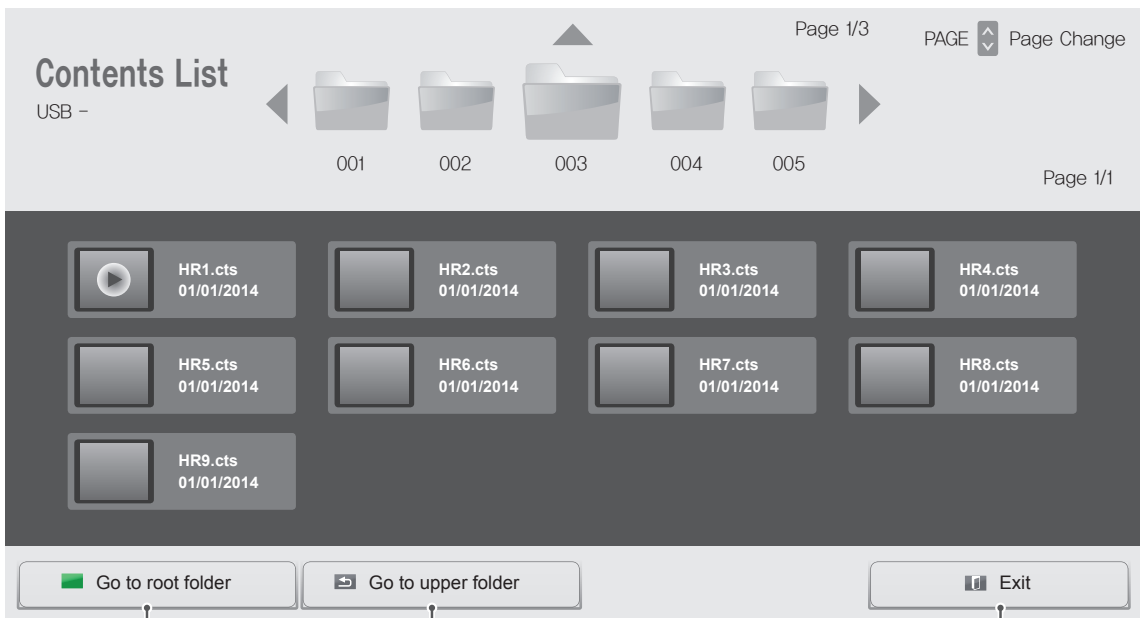 Page 1/3
PAGE Page Change
Contents List
USB -
001 002 003 004 005
Page 1/1
HR1.cts
01/01/2014
HR2.cts
01/01/2014
HR3.cts
01/01/2014
HR4.cts
01/01/2014
HR5.cts
01/01/2014
HR6.cts
01/01/2014
HR7.cts
01/01/2014
HR8.cts
01/01/2014
HR9.cts
01/01/2014
Go to root folder
Go to upper folder
Exit